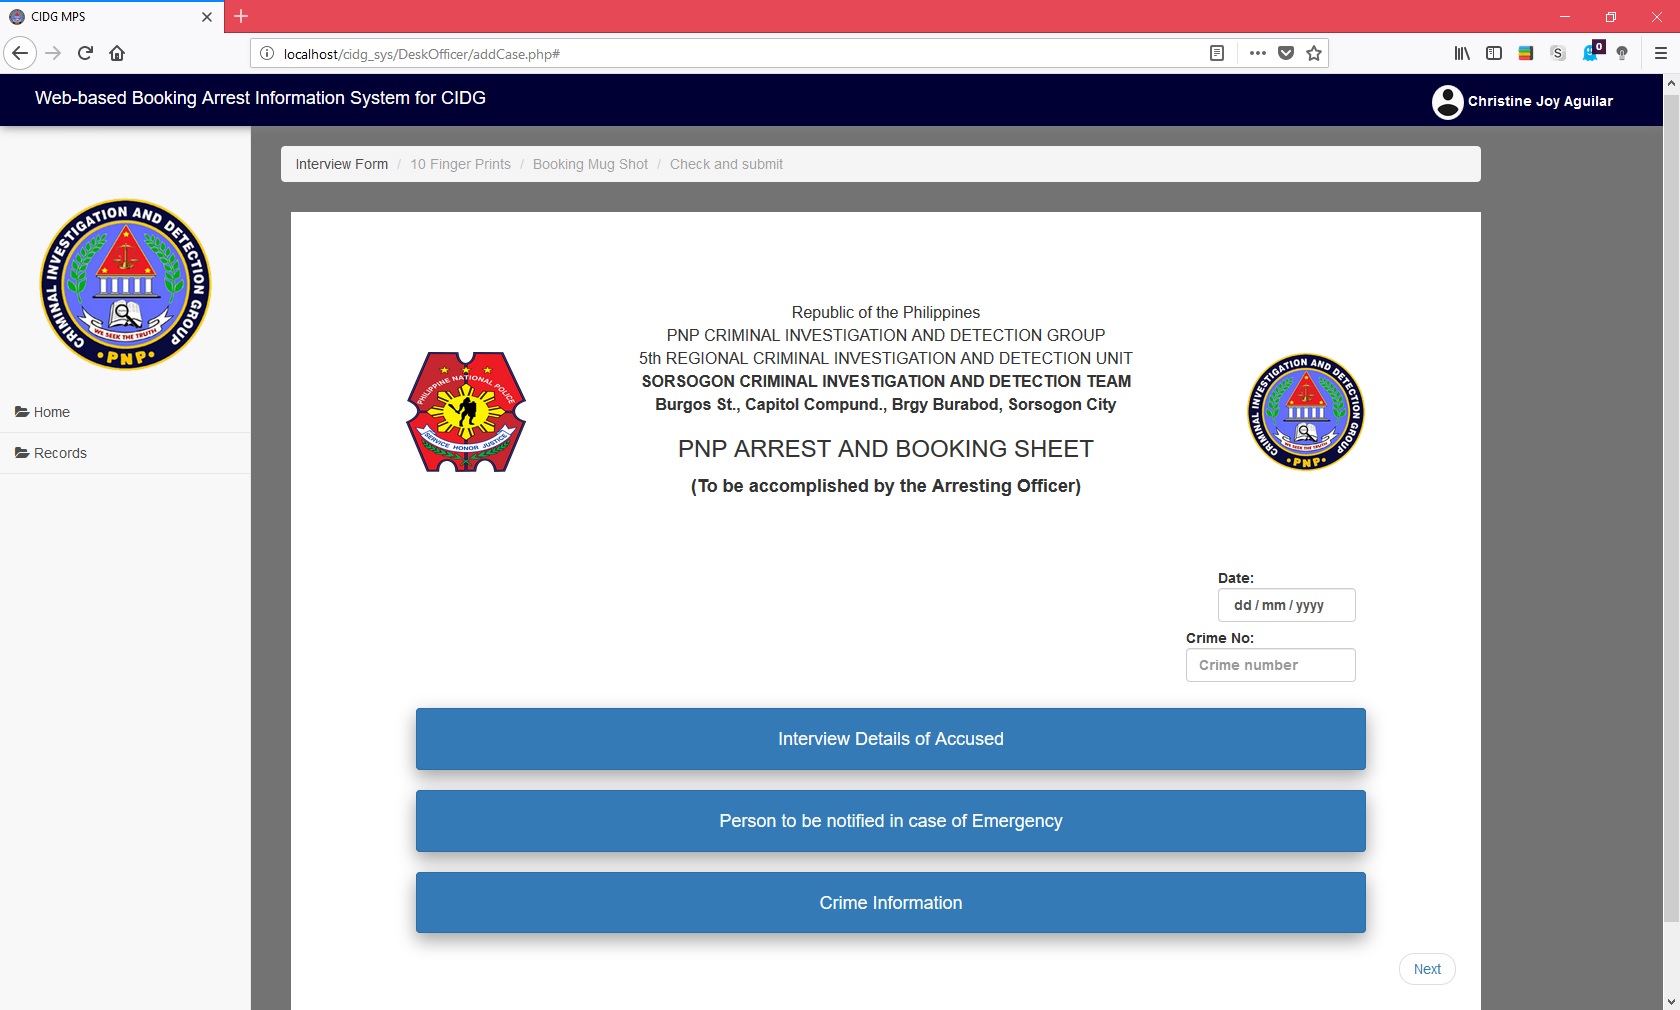 CIDG MPS
localhost/cidg_sys/DeskOfficer/addCase.php#
S
0
Web-based Booking Arrest Information System for CIDG
Christine Joy Aguilar
Interview Form / 10 Finger Prints / Booking Mug Shot / Check and submit
CRIMINAL INVESTIGATION AND DETECTION GROUP
WE SEEK THE TRUTH
PNP
Home
Records
Republic of the Philippines
PNP CRIMINAL INVESTIGATION AND DETECTION GROUP
5th REGIONAL CRIMINAL INVESTIGATION AND DETECTION UNIT
SORSOGON CRIMINAL INVESTIGATION AND DETECTION TEAM
Burgos St., Capitol Compund., Brgy Burabod, Sorsogon City
PNP ARREST AND BOOKING SHEET
(To be accomplished by the Arresting Officer)
PHILIPPINE NATIONAL POLICE
SERVICE HONOR JUSTICE
CRIMINAL INVESTIGATION AND DETECTION GROUP
WE SEEK THE TRUTH
PNP
Date:
dd / mm / yyyy
Crime No:
Crime number
Interview Details of Accused
Person to be notified in case of Emergency
Crime Information
Next